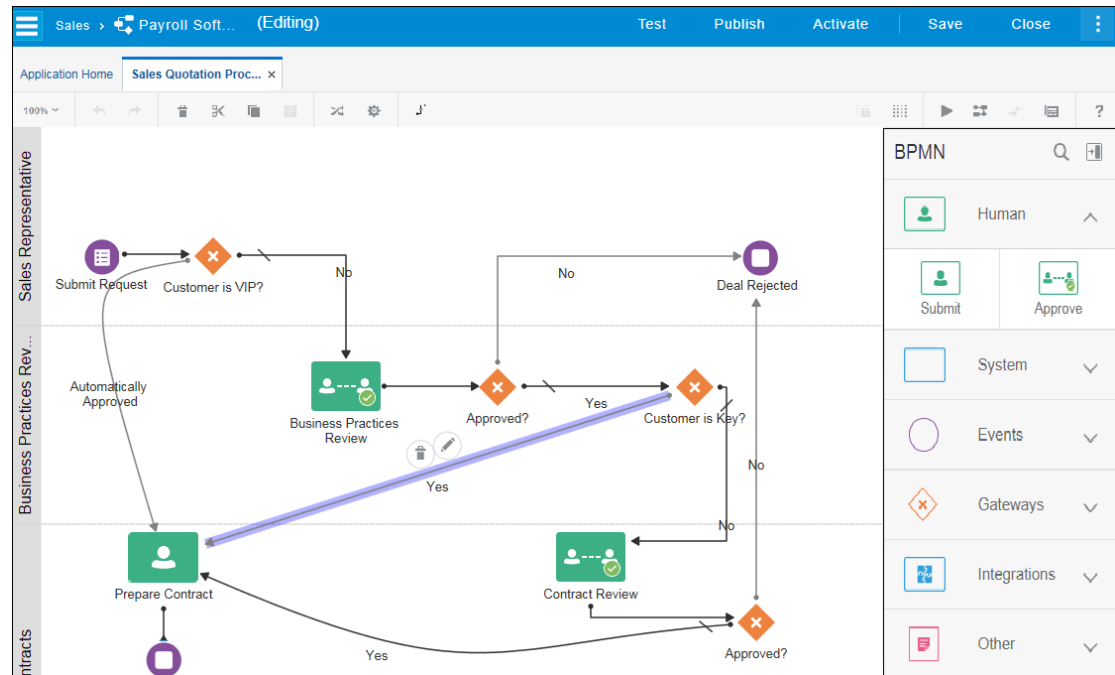 Sales › Payroll Soft... (Editing) Test Publish Activate Save Close
Application Home Sales Quotation Proc... ×
100% ?
BPMN
Sales Representative
Human
Submit Request
Customer is VIP?
No
No
Deal Rejected
Submit
Approve
Business Practices Rev...
System
Automatically
Approved
Business Practices
Review
Approved?
Yes
Customer is Key?
Events
Yes
No
Gateways
No
Prepare Contract
Contract Review
Integrations
ntracts
Yes
Approved?
Other